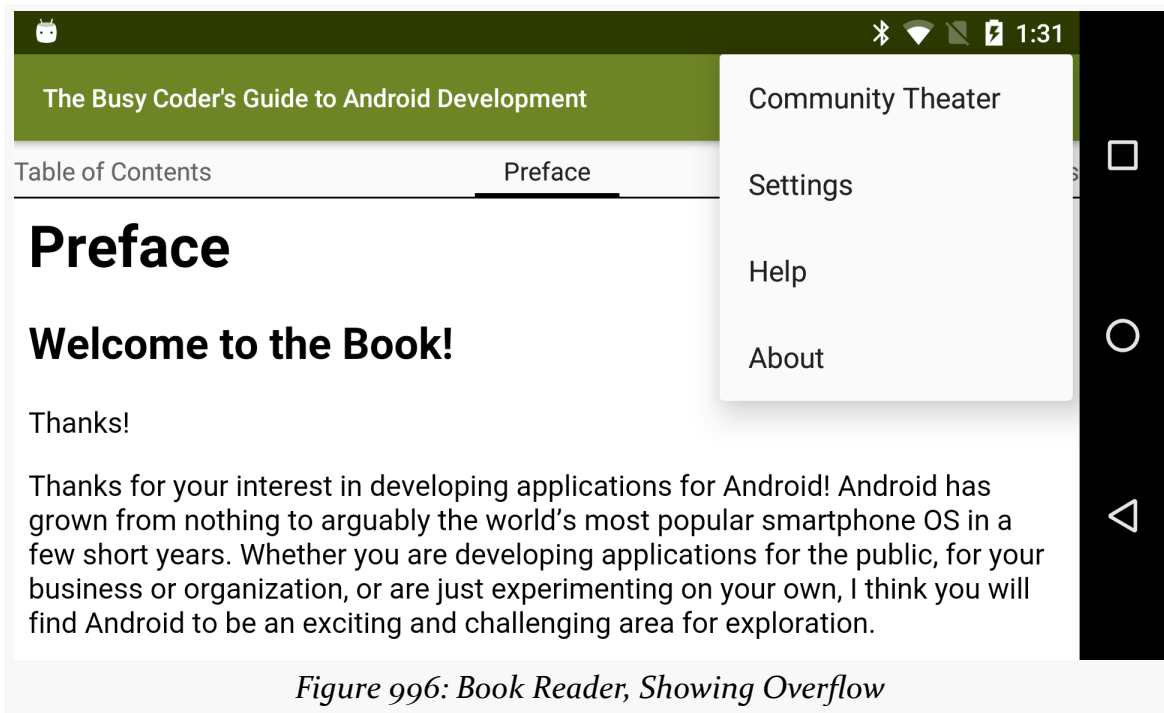 1:31
The Busy Coder's Guide to Android Development
Community Theater
Settings
Help
About
Table of Contents
Preface
s
Preface
Welcome to the Book!
Thanks!
Thanks for your interest in developing applications for Android! Android has
grown from nothing to arguably the world’s most popular smartphone OS in a
few short years. Whether you are developing applications for the public, for your
business or organization, or are just experimenting on your own, I think you will
find Android to be an exciting and challenging area for exploration.
Figure 996: Book Reader, Showing Overflow